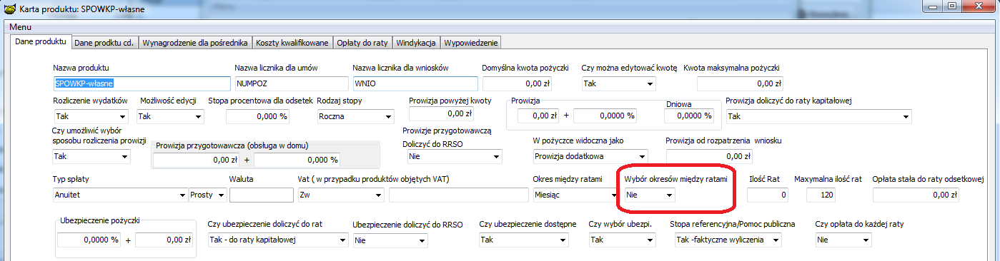 Karta produktu: SPOWKP-własne
Menu
Dane produktu Dane prodktu cd. Wynagrodzenie dla pośrednika Koszty kwalifikowane Opłaty do raty Windykacja Wypowiedzenie
Nazwa produktu Nazwa licznika dla umów Nazwa licznika dla wniosków Domyślna kwota pożyczki Czy można edytować kwotę Kwota maksymalna pożyczki
SPOWKP-własne NUMPOZ WNIO 0,00 zł Tak 0,00 zł
Rozliczenie wydatków Możliwość edycji Stopa procentowa dla odsetek Rodzaj stopy Prowizja powyżej kwoty Prowizja Dniowa Prowizja doliczyć do raty kapitałowej
Tak Tak 0,000 % Roczna 0,00 zł 0,00 zł + 0,0000 % 0,0000 % Tak
Czy umożliwić wybór
sposobu rozliczenia prowizji Prowizja przygotowawcza (obsługa w domu) Prowizje przygotowawczą
Doliczyć do RRSO W pożyczce widoczna jako Prowizja od rozpatrzenia wniosku
Tak 0,00 zł + 0,000 % Nie Prowizja dodatkowa 0,00 zł
Typ spłaty Waluta Vat ( w przypadku produktów objętych VAT) Okres między ratami Wybór okresów między ratami Ilość Rat Maxymalna ilość rat Opłata stała do raty odsetkowej
Anuitet Prosty Zw Miesiąc Nie 0 120 0,00 zł
Ubezpieczenie pożyczki Czy ubezpieczenie doliczyć do rat Ubezpieczenie doliczyć do RRSO Czy ubezpieczenie dostępne Czy wybór ubezpi. Stopa referencyjna/Pomoc publiczna Czy opłata do każdej raty
0,0000 % + 0,00 zł Tak - do raty kapitałowej Nie Tak Tak Tak -faktyczne wyliczenia Nie